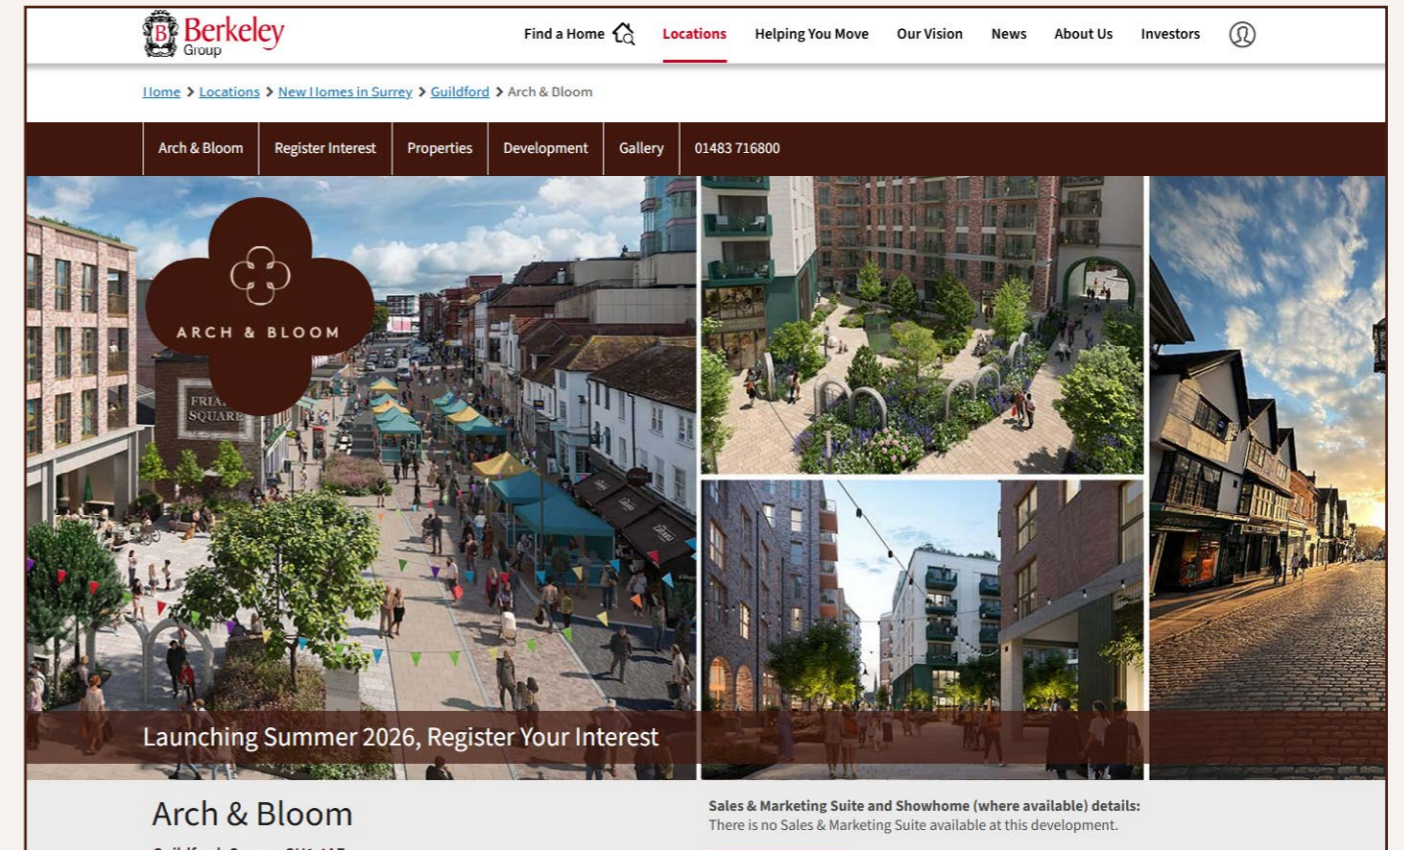 Berkeley
Group
Find a Home
Locations
Helping You Move
Our Vision
News
About Us
Investors
Home > Locations > New Homes in Surrey > Guildford > Arch & Bloom
Arch & Bloom
Register Interest
Properties
Development
Gallery
01483 716800
ARCH & BLOOM
SQUARE
Launching Summer 2026, Register Your Interest
Arch & Bloom
Sales & Marketing Suite and Showhome (where available) details:
There is no Sales & Marketing Suite available at this development.